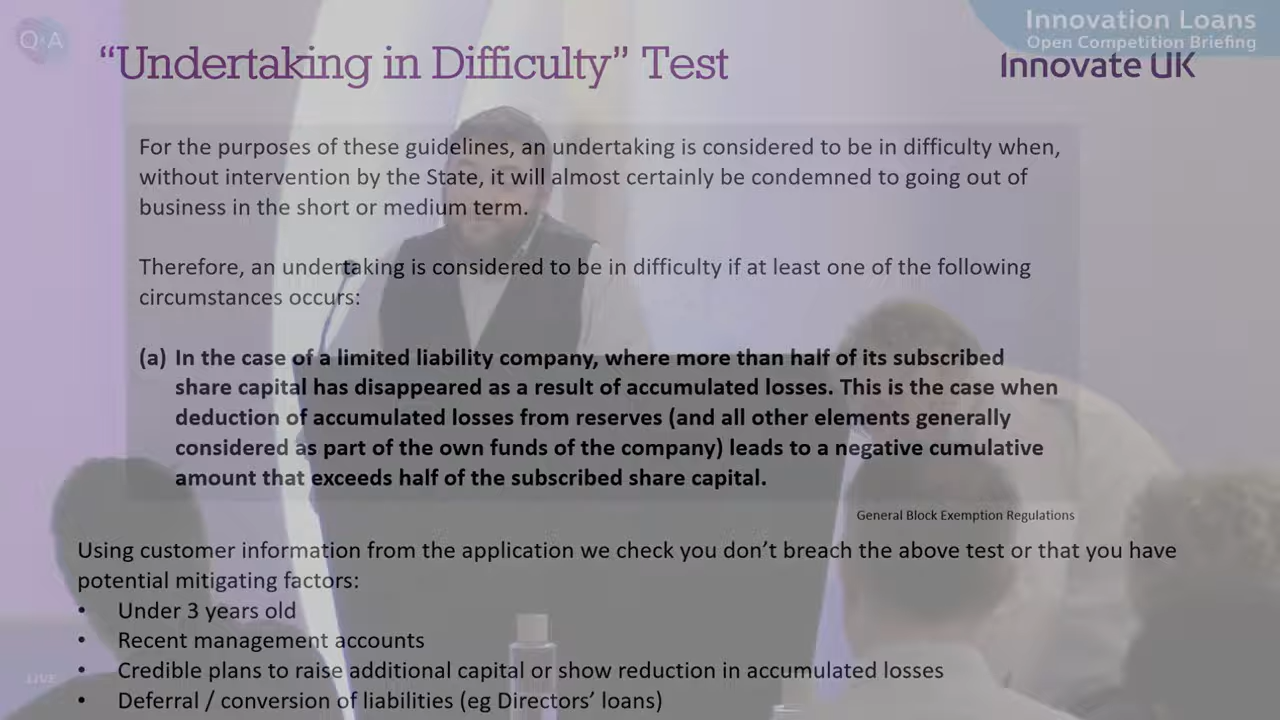 Q&A
Innovation Loans
Open Competition Briefing
“Undertaking in Difficulty” Test
Innovate UK
For the purposes of these guidelines, an undertaking is considered to be in difficulty when,
without intervention by the State, it will almost certainly be condemned to going out of
business in the short or medium term.
Therefore, an undertaking is considered to be in difficulty if at least one of the following
circumstances occurs:
(a) In the case of a limited liability company, where more than half of its subscribed
share capital has disappeared as a result of accumulated losses. This is the case when
deduction of accumulated losses from reserves (and all other elements generally
considered as part of the own funds of the company) leads to a negative cumulative
amount that exceeds half of the subscribed share capital.
General Block Exemption Regulations
Using customer information from the application we check you don’t breach the above test or that you have
potential mitigating factors:
• Under 3 years old
• Recent management accounts
• Credible plans to raise additional capital or show reduction in accumulated losses
• Deferral / conversion of liabilities (eg Directors’ loans)
LIVE